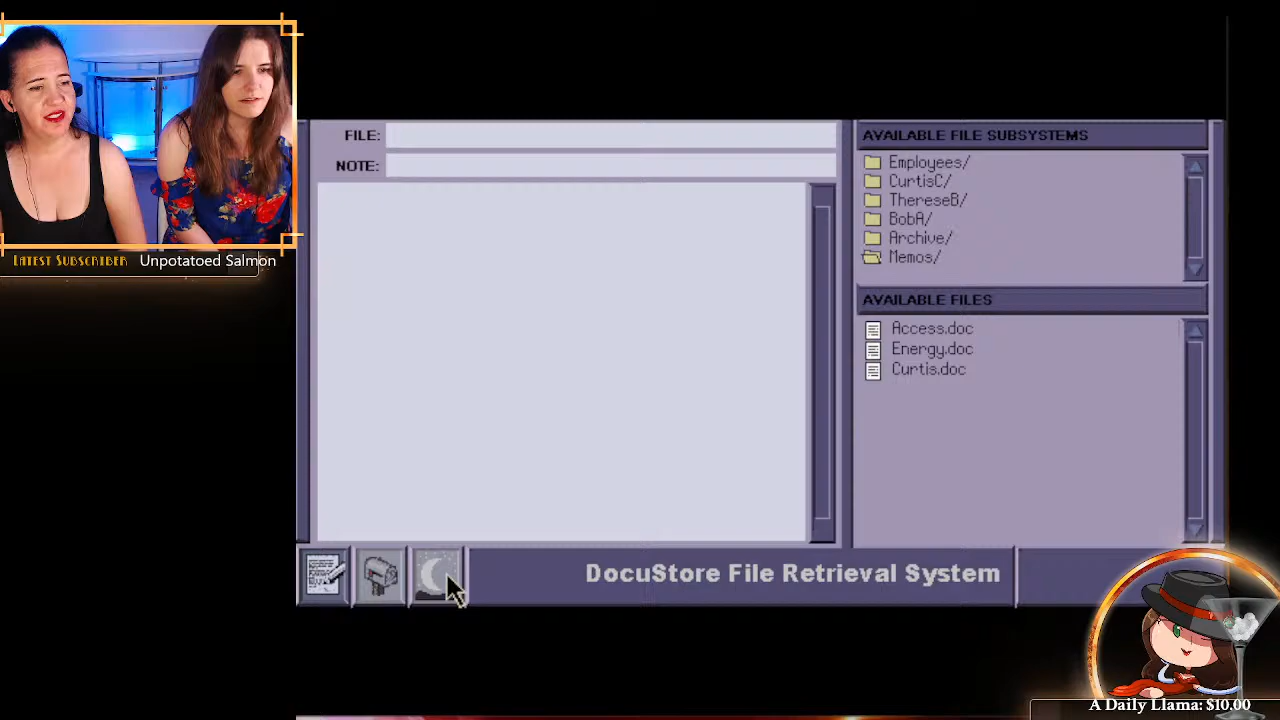 LATEST SUBSCRIBER Unpotatoed Salmon
FILE:
NOTE:
AVAILABLE FILE SUBSYSTEMS
Employees/
CurtisC/
ThereseB/
BobA/
Archive/
Memos/
AVAILABLE FILES
Access.doc
Energy.doc
Curtis.doc
DocuStore File Retrieval System
A Daily Llama: $10.00